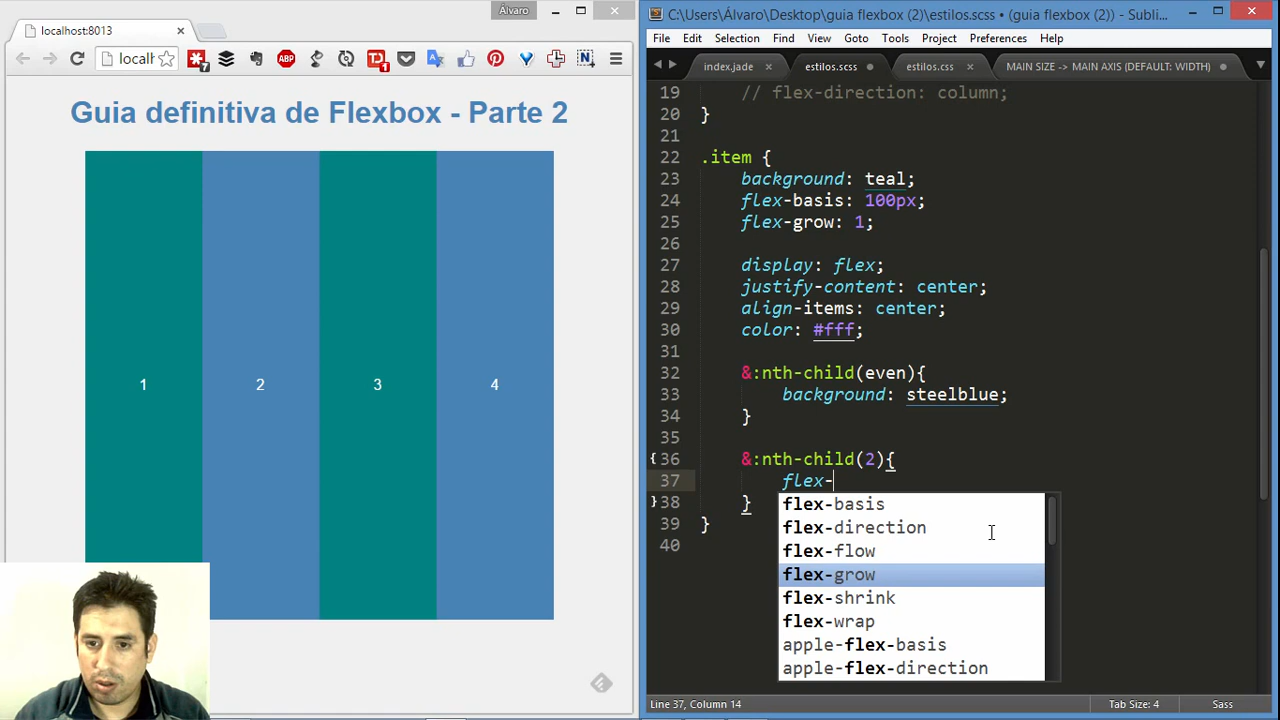 Álvaro
localhost:8013
localh
7
1
Guia definitiva de Flexbox - Parte 2
1
2
3
4
C:\Users\Álvaro\Desktop\guia flexbox (2)\estilos.scss • (guia flexbox (2)) - Subli...
File Edit Selection Find View Goto Tools Project Preferences Help
index.jade estilos.scss estilos.css MAIN SIZE -> MAIN AXIS (DEFAULT: WIDTH)
19 // flex-direction: column;
20 }
21
22 .item {
23 background: teal;
24 flex-basis: 100px;
25 flex-grow: 1;
26
27 display: flex;
28 justify-content: center;
29 align-items: center;
30 color: #fff;
31
32 &:nth-child(even){
33 background: steelblue;
34 }
35
36 &:nth-child(2){
37 flex-
38 }
39 }
40
flex-basis
flex-direction
flex-flow
flex-grow
flex-shrink
flex-wrap
apple-flex-basis
apple-flex-direction
Line 37, Column 14 Tab Size: 4 Sass